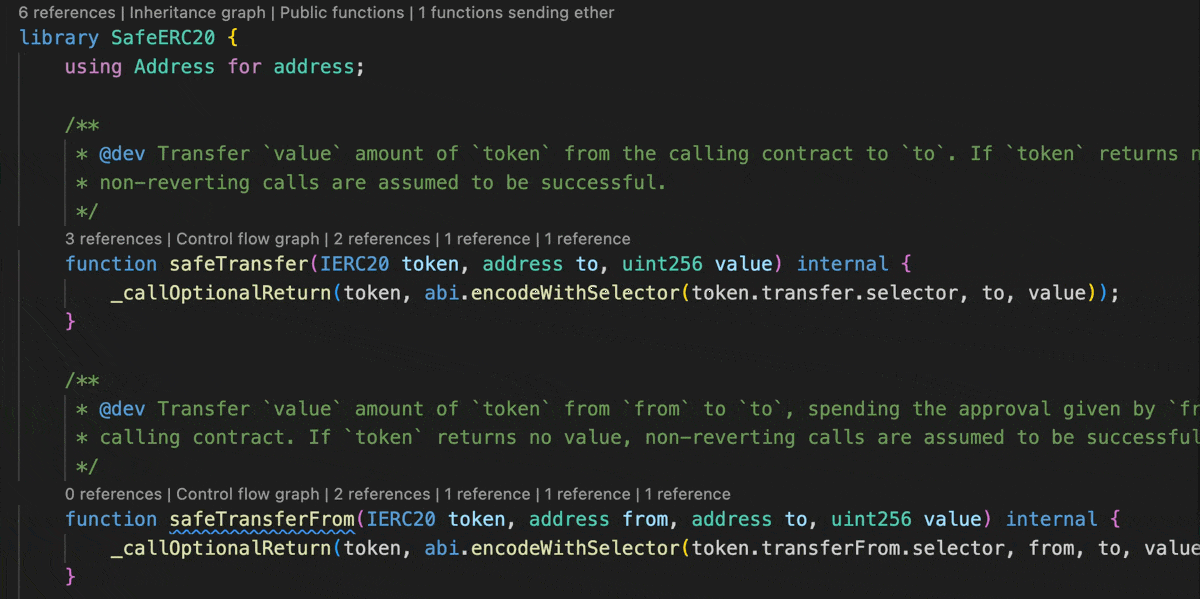 6 references | Inheritance graph | Public functions | 1 functions sending ether
library SafeERC20 {
using Address for address;
/**
* @dev Transfer `value` amount of `token` from the calling contract to `to`. If `token` returns n
* non-reverting calls are assumed to be successful.
*/
3 references | Control flow graph | 2 references | 1 reference | 1 reference
function safeTransfer(IERC20 token, address to, uint256 value) internal {
_callOptionalReturn(token, abi.encodeWithSelector(token.transfer.selector, to, value));
}
/**
* @dev Transfer `value` amount of `token` from `from` to `to`, spending the approval given by `fr
* calling contract. If `token` returns no value, non-reverting calls are assumed to be successful
*/
0 references | Control flow graph | 2 references | 1 reference | 1 reference | 1 reference
function safeTransferFrom(IERC20 token, address from, address to, uint256 value) internal {
_callOptionalReturn(token, abi.encodeWithSelector(token.transferFrom.selector, from, to, value
}